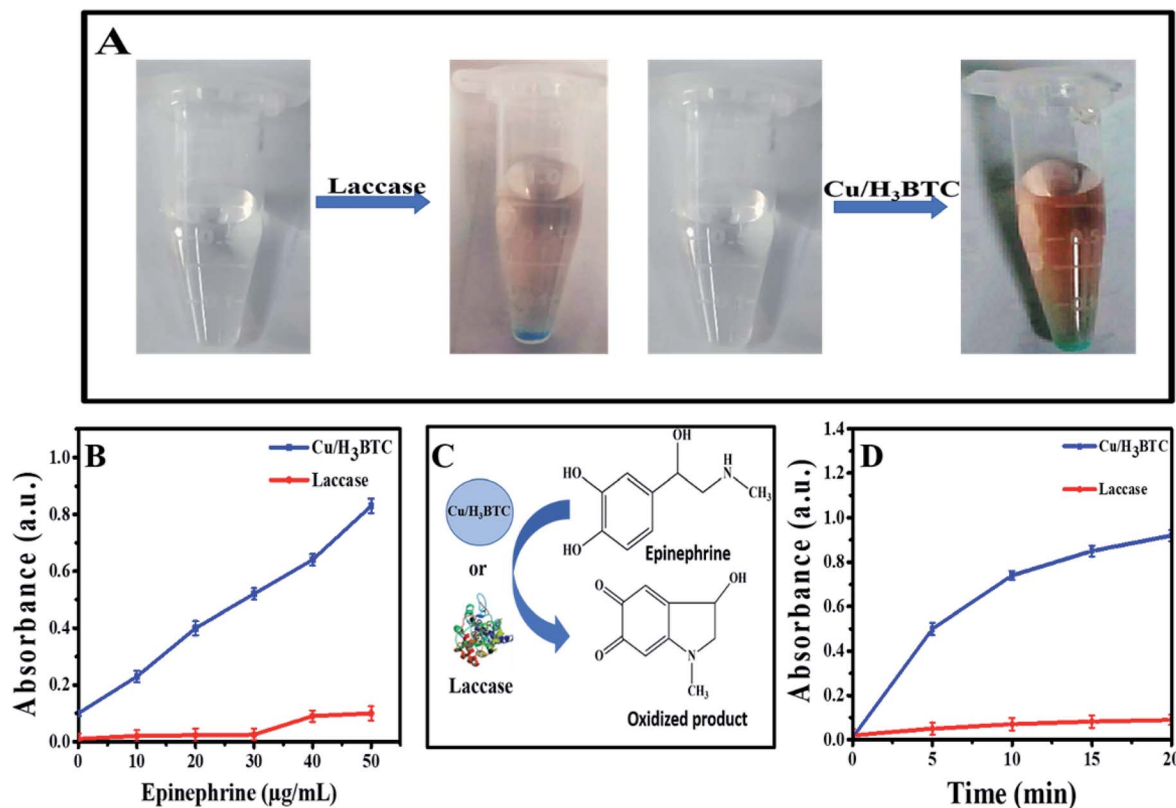 A
Laccase
Cu/H₃BTC
B
Cu/H₃BTC
Laccase
Absorbance (a.u.)
1.0
0.8
0.6
0.4
0.2
0.0
0 10 20 30 40 50
Epinephrine (µg/mL)
C
Cu/H₃BTC
or
Laccase
OH
H
N
HO
CH₃
HO
Epinephrine
OH
O
O
N
CH₃
Oxidized product
D
Cu/H₃BTC
Laccase
Absorbance (a.u.)
1.4
1.2
1.0
0.8
0.6
0.4
0.2
0.0
0 5 10 15 20
Time (min)